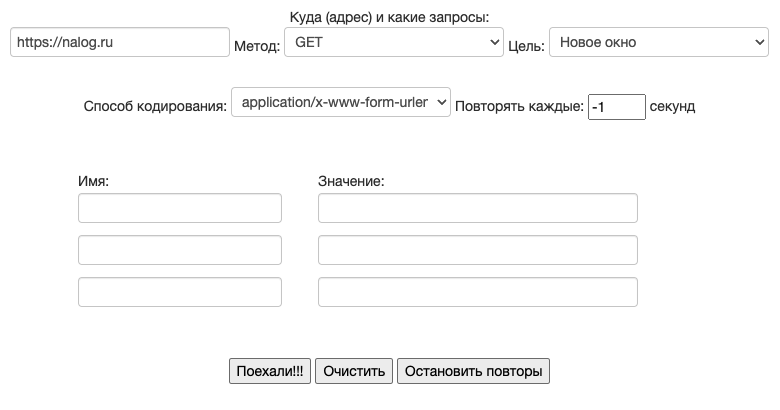 Куда (адрес) и какие запросы:
https://nalog.ru Метод: GET Цель: Новое окно
Способ кодирования: application/x-www-form-urler Повторять каждые: -1 секунд
Имя: Значение:
Поехали!!! Очистить Остановить повторы